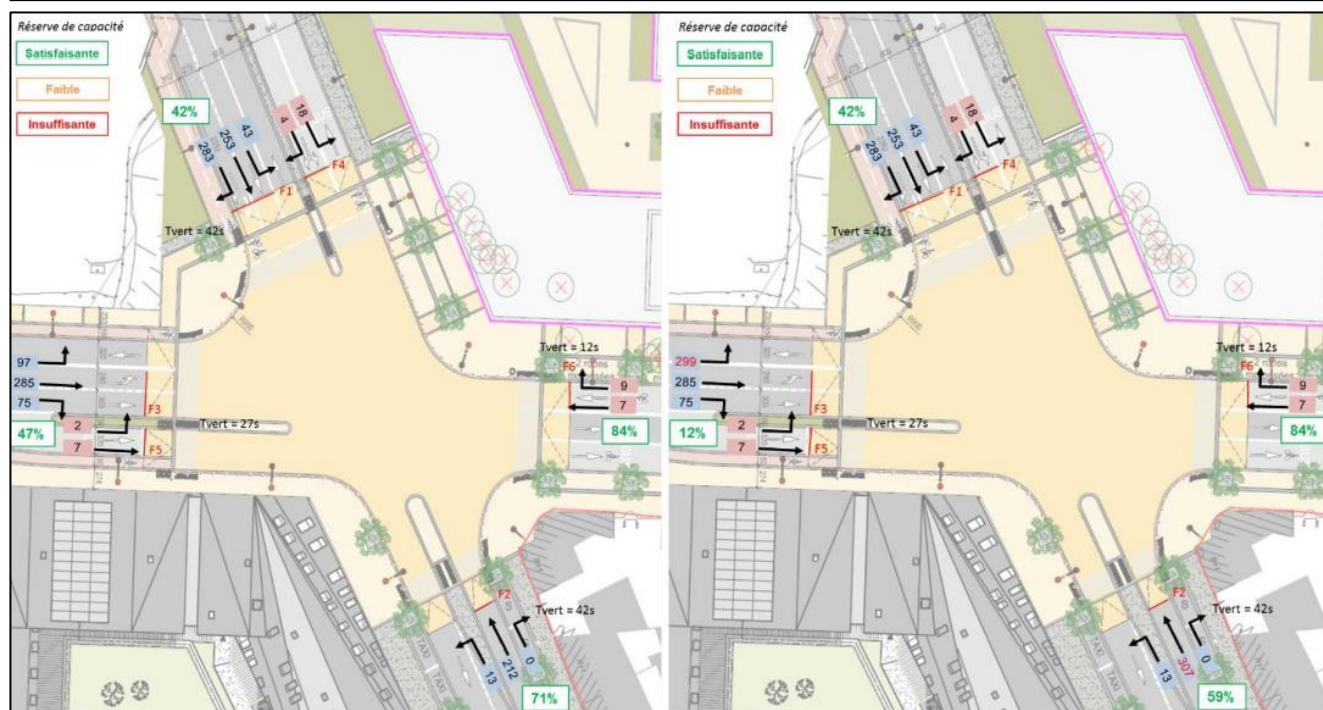 Réserve de capacité
Satisfaisante
Faible
Insuffisante
42%
283
253
43
4
18
F1
F4
Tvert = 42s
97
285
75
2
7
47%
F3
F5
Tvert = 27s
Tvert = 12s
F6
9
7
84%
F2
Tvert = 42s
TAXI
TAXI
13
212
0
71%
Réserve de capacité
Satisfaisante
Faible
Insuffisante
42%
283
253
43
4
18
F1
F4
Tvert = 42s
299
285
75
2
7
12%
F3
F5
Tvert = 27s
Tvert = 12s
F6
9
7
84%
F2
Tvert = 42s
TAXI
TAXI
13
307
0
59%